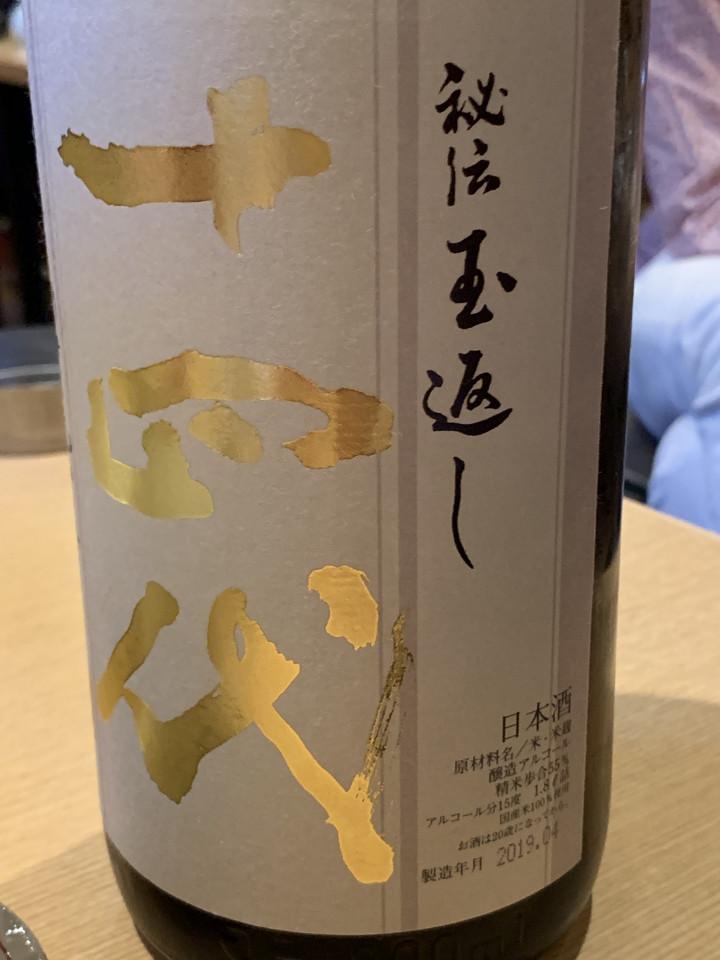 十四代
秘伝玉返し
日本酒
原材料名/米・米麹
醸造アルコール
精米歩合55%
アルコール分15度 1.8ℓ詰
国産米100%使用
お酒は20歳になってから。
製造年月 2019.04